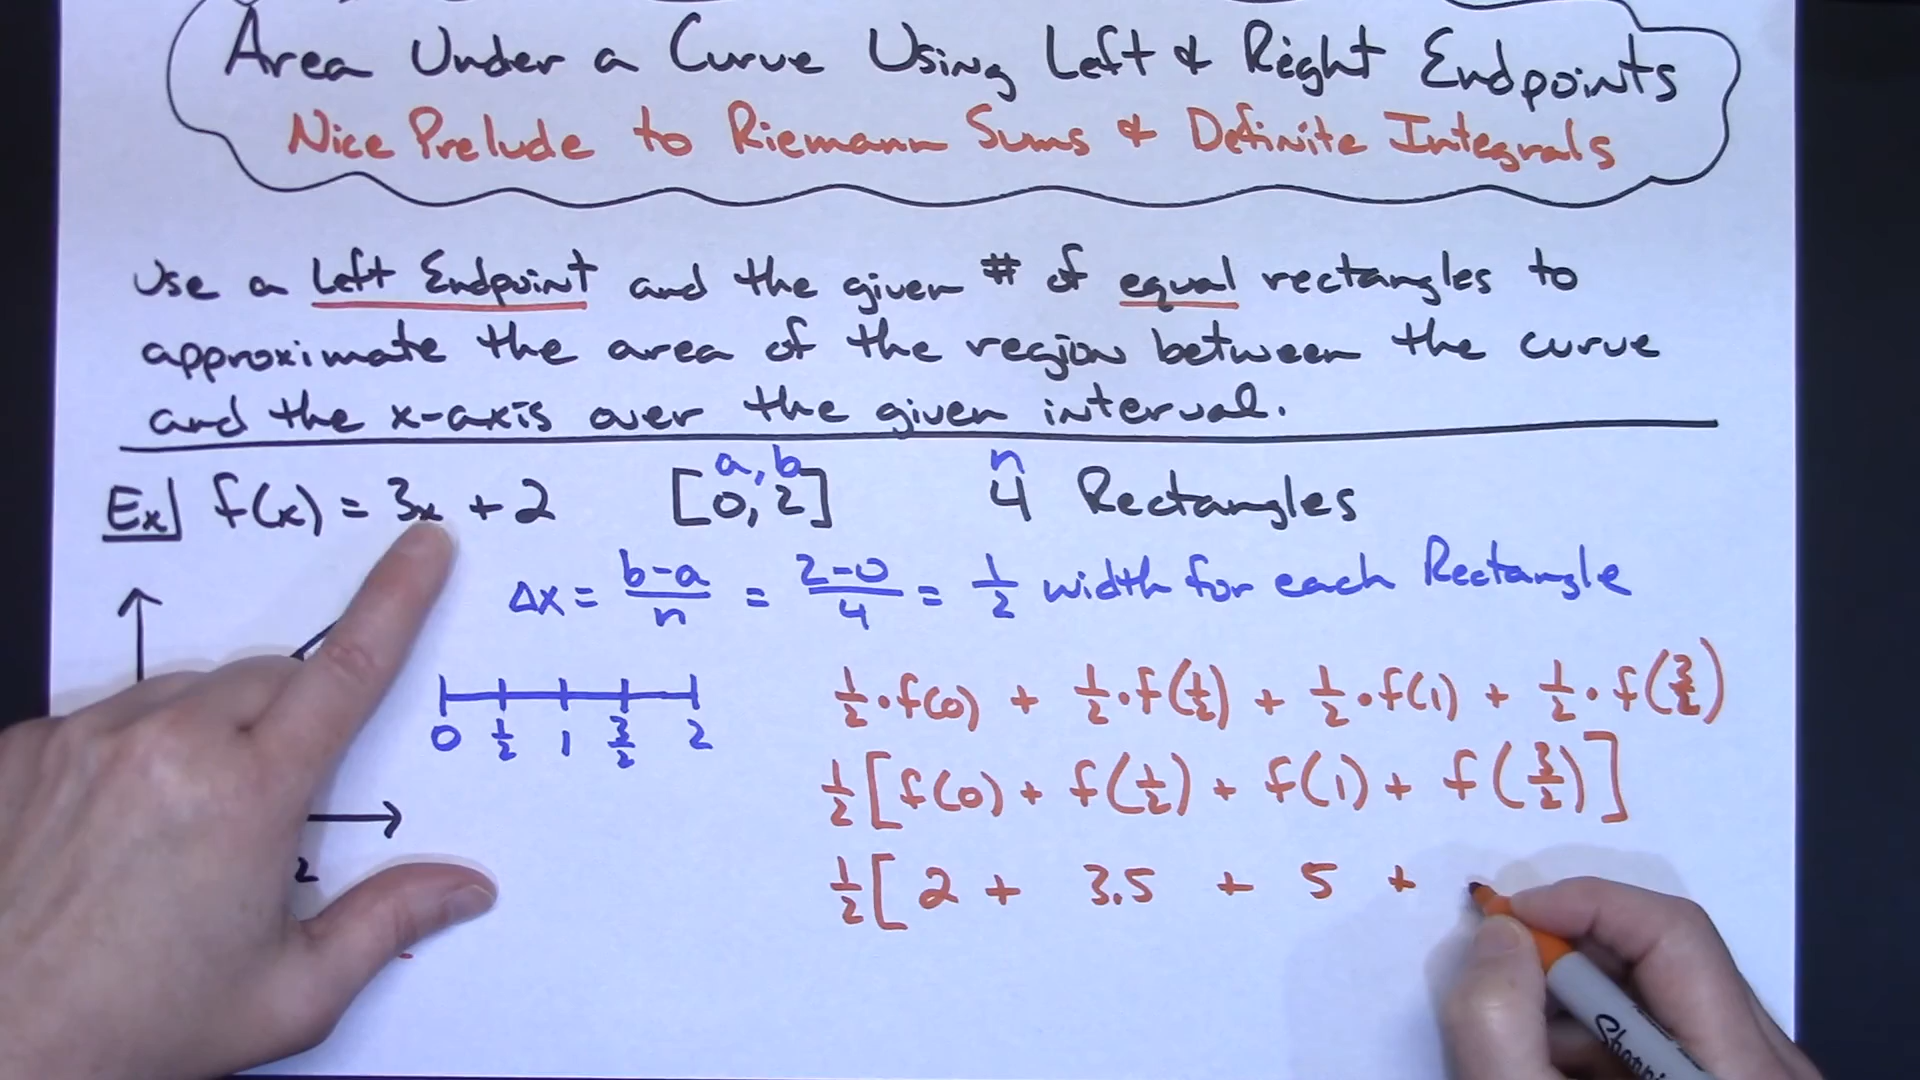 Area Under a Curve Using Left & Right Endpoints
Nice Prelude to Riemann Sums & Definite Integrals
Use a Left Endpoint and the given # of equal rectangles to
approximate the area of the region between the curve
and the x-axis over the given interval.
a, b n
Ex] f(x) = 3x + 2 [0, 2] 4 Rectangles
Δx = b-a/n = 2-0/4 = 1/2 width for each Rectangle
1/2·f(0) + 1/2·f(1/2) + 1/2·f(1) + 1/2·f(3/2)
0 1/2 1 3/2 2
1/2[f(0) + f(1/2) + f(1) + f(3/2)]
2
1/2[2 + 3.5 + 5 +